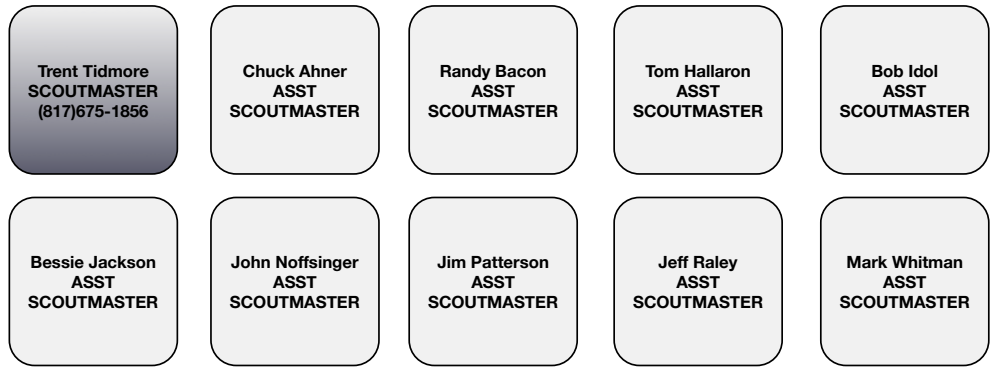 Trent Tidmore
SCOUTMASTER
(817)675-1856
Chuck Ahner
ASST
SCOUTMASTER
Randy Bacon
ASST
SCOUTMASTER
Tom Hallaron
ASST
SCOUTMASTER
Bob Idol
ASST
SCOUTMASTER
Bessie Jackson
ASST
SCOUTMASTER
John Noffsinger
ASST
SCOUTMASTER
Jim Patterson
ASST
SCOUTMASTER
Jeff Raley
ASST
SCOUTMASTER
Mark Whitman
ASST
SCOUTMASTER